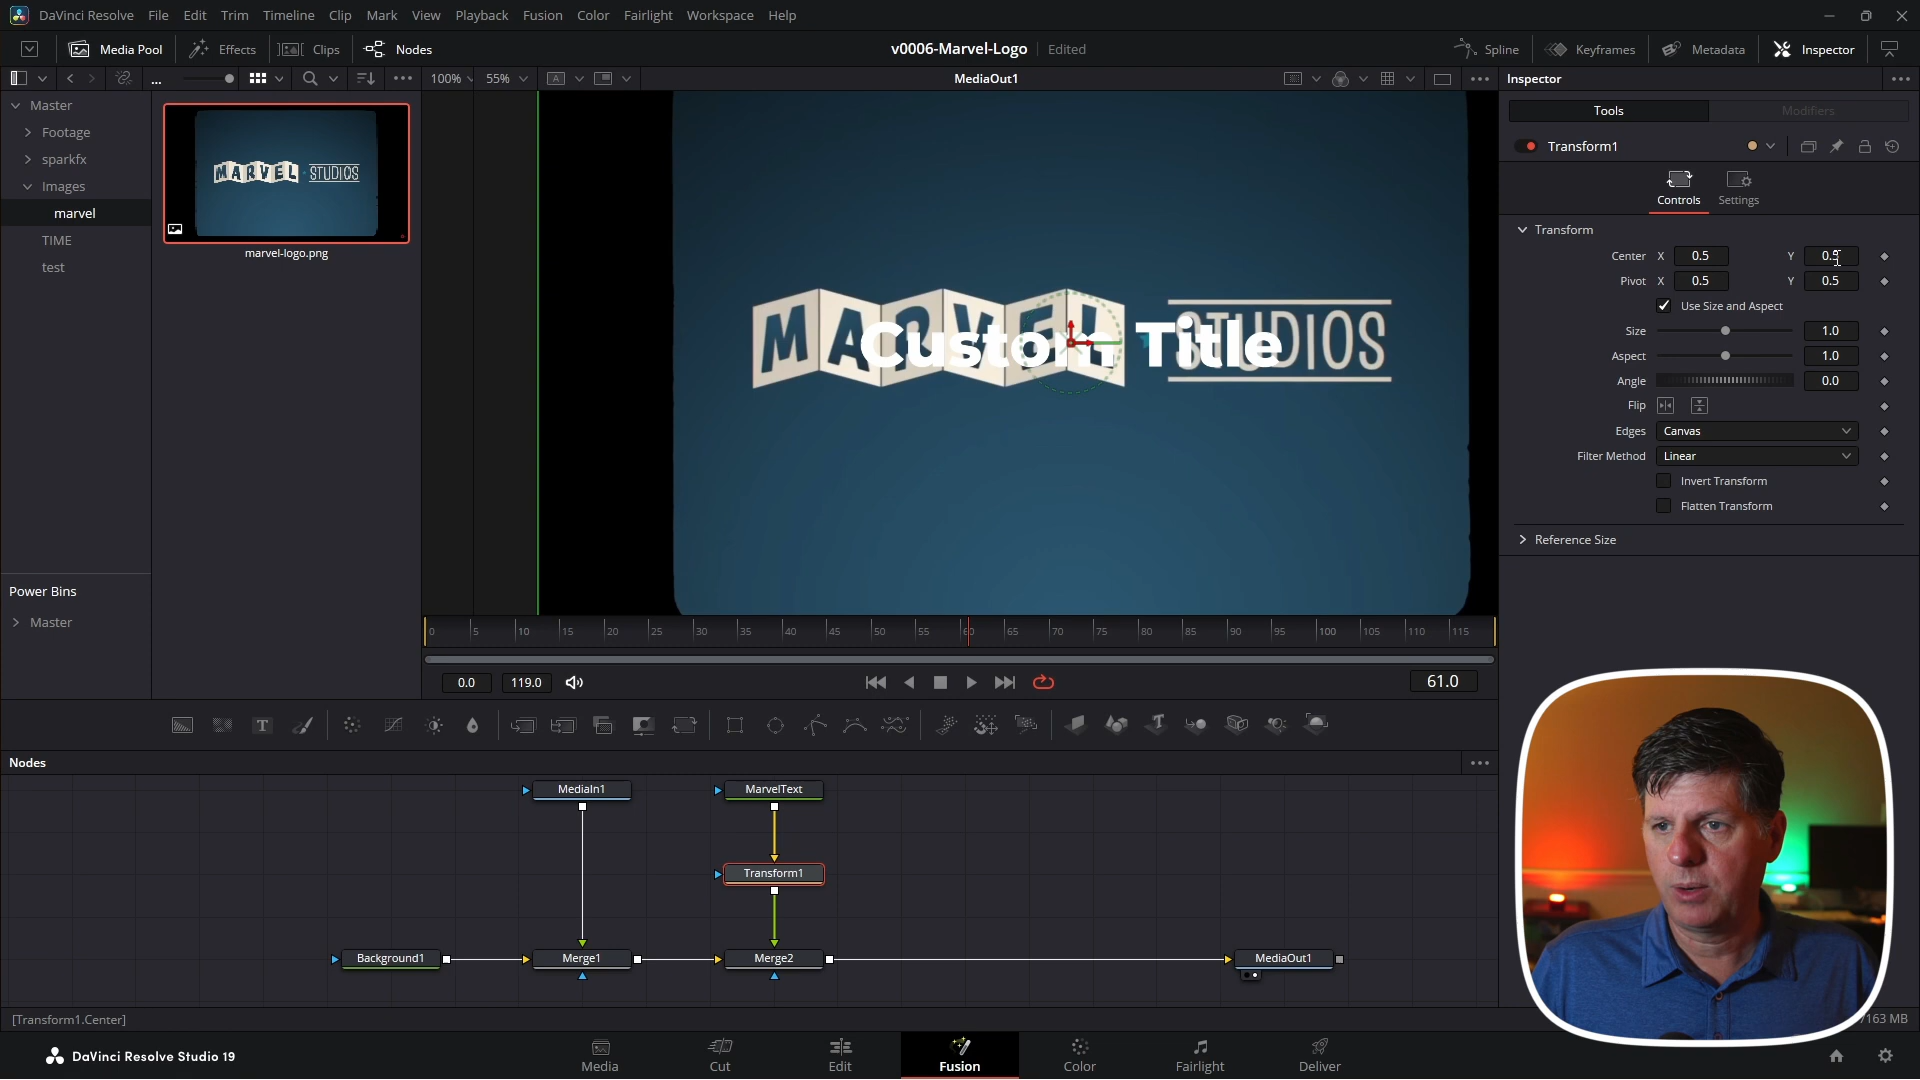 DaVinci Resolve File Edit Trim Timeline Clip Mark View Playback Fusion Color Fairlight Workspace Help
Media Pool Effects Clips Nodes v0006-Marvel-Logo Edited Spline Keyframes Metadata Inspector
... 100% 55% A MediaOut1 Inspector
Master
Footage
sparkfx
Images
marvel
TIME
test
Power Bins
Master
MARVEL STUDIOS
marvel-logo.png
MARVEL STUDIOS
Custom Title
0 5 10 15 20 25 30 35 40 45 50 55 60 65 70 75 80 85 90 95 100 105 110 115
0.0 119.0 61.0
Tools Modifiers
Transform1
Controls Settings
Transform
Center X 0.5 Y 0.5
Pivot X 0.5 Y 0.5
Use Size and Aspect
Size 1.0
Aspect 1.0
Angle 0.0
Flip
Edges Canvas
Filter Method Linear
Invert Transform
Flatten Transform
Reference Size
T
Nodes
MediaIn1 MarvelText
Transform1
Background1 Merge1 Merge2 MediaOut1
[Transform1.Center] 7163 MB
DaVinci Resolve Studio 19 Media Cut Edit Fusion Color Fairlight Deliver